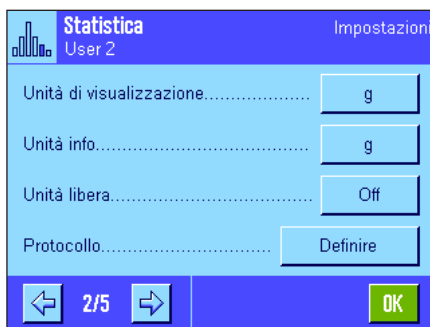 Statistica
Impostazioni
User 2
Unità di visualizzazione................... g
Unità info...................................... g
Unità libera.................................... Off
Protocollo............................ Definire
2/5
OK